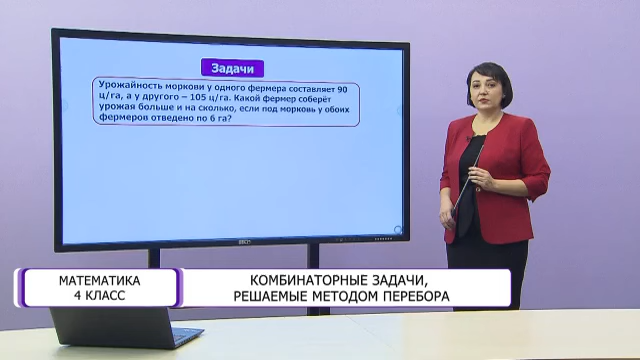 Задачи
Урожайность моркови у одного фермера составляет 90
ц/га, а у другого – 105 ц/га. Какой фермер соберёт
урожая больше и на сколько, если под морковь у обоих
фермеров отведено по 6 га?
МАТЕМАТИКА
4 КЛАСС
КОМБИНАТОРНЫЕ ЗАДАЧИ,
РЕШАЕМЫЕ МЕТОДОМ ПЕРЕБОРА